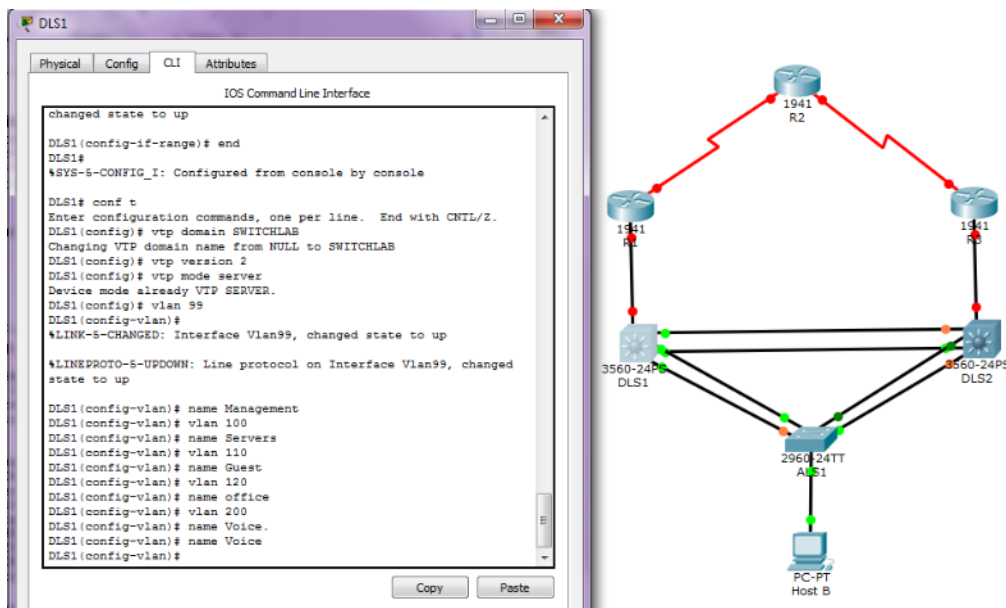 DLS1
Physical Config CLI Attributes
IOS Command Line Interface
changed state to up
DLS1(config-if-range)# end
DLS1#
%SYS-5-CONFIG_I: Configured from console by console
DLS1# conf t
Enter configuration commands, one per line. End with CNTL/Z.
DLS1(config)# vtp domain SWITCHLAB
Changing VTP domain name from NULL to SWITCHLAB
DLS1(config)# vtp version 2
DLS1(config)# vtp mode server
Device mode already VTP SERVER.
DLS1(config)# vlan 99
DLS1(config-vlan)#
%LINK-5-CHANGED: Interface Vlan99, changed state to up
%LINEPROTO-5-UPDOWN: Line protocol on Interface Vlan99, changed
state to up
DLS1(config-vlan)# name Management
DLS1(config-vlan)# vlan 100
DLS1(config-vlan)# name Servers
DLS1(config-vlan)# vlan 110
DLS1(config-vlan)# name Guest
DLS1(config-vlan)# vlan 120
DLS1(config-vlan)# name office
DLS1(config-vlan)# vlan 200
DLS1(config-vlan)# name Voice.
DLS1(config-vlan)# name Voice
DLS1(config-vlan)#
Copy Paste
1941
R2
1941
R1
1941
R3
3560-24PS
DLS1
3560-24PS
DLS2
2960-24TT
ALS1
PC-PT
Host B